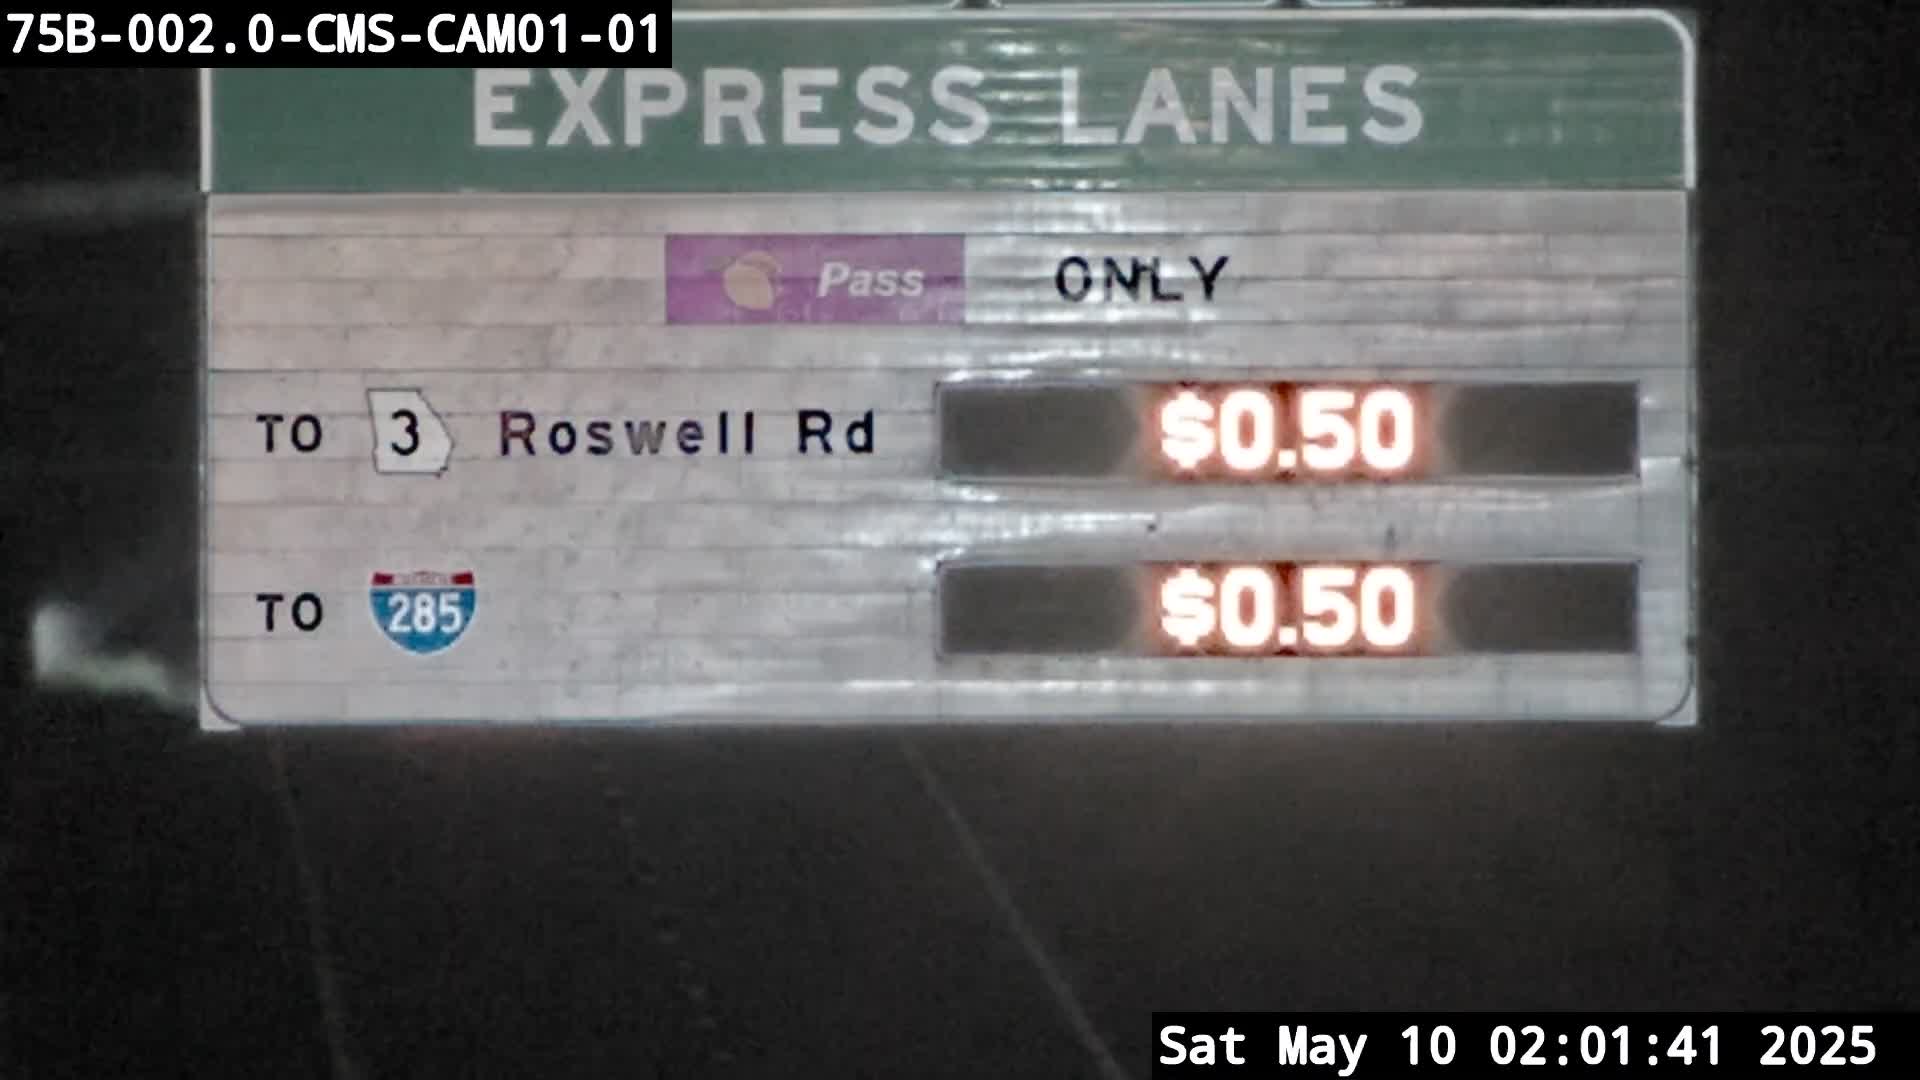 75B-002.0-CMS-CAM01-01
EXPRESS LANES
Pass ONLY
TO 3 Roswell Rd $0.50
TO 285 $0.50
Sat May 10 02:01:41 2025